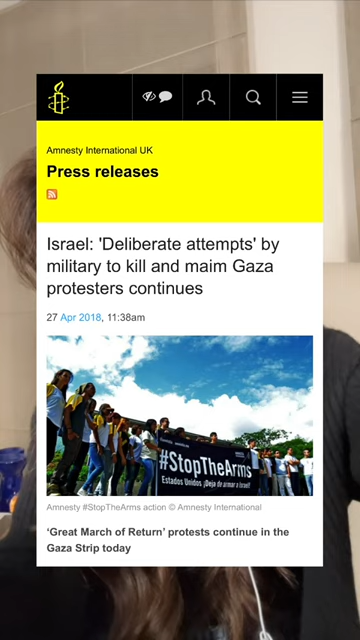 Amnesty International UK
Press releases
Israel: 'Deliberate attempts' by
military to kill and maim Gaza
protesters continues
27 Apr 2018, 11:38am
#StopTheArms
Estados Unidos ¡Deja de armar a Israel!
Amnesty #StopTheArms action © Amnesty International
‘Great March of Return’ protests continue in the
Gaza Strip today